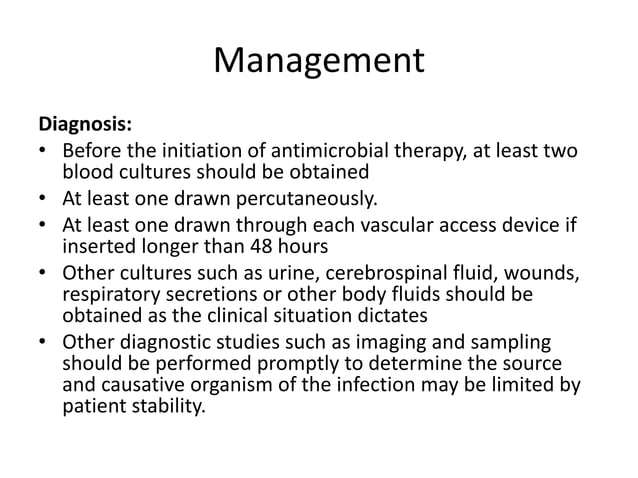 Management
Diagnosis:
• Before the initiation of antimicrobial therapy, at least two
blood cultures should be obtained
• At least one drawn percutaneously.
• At least one drawn through each vascular access device if
inserted longer than 48 hours
• Other cultures such as urine, cerebrospinal fluid, wounds,
respiratory secretions or other body fluids should be
obtained as the clinical situation dictates
• Other diagnostic studies such as imaging and sampling
should be performed promptly to determine the source
and causative organism of the infection may be limited by
patient stability.